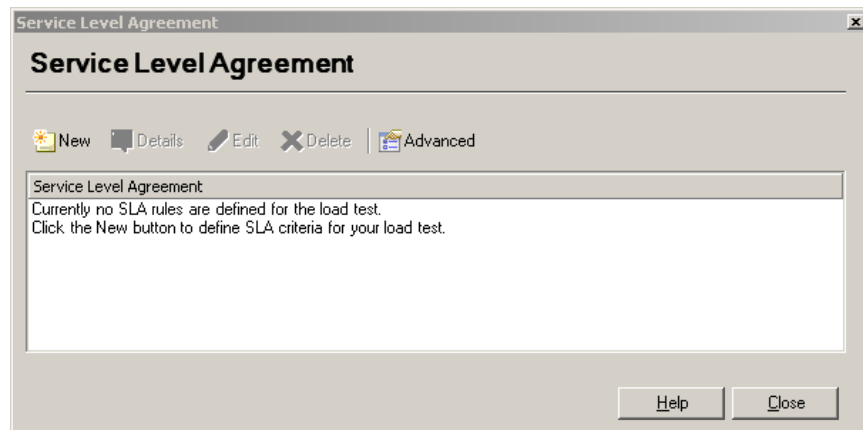 Service Level Agreement
Service Level Agreement
New Details Edit Delete Advanced
Service Level Agreement
Currently no SLA rules are defined for the load test.
Click the New button to define SLA criteria for your load test.
Help Close